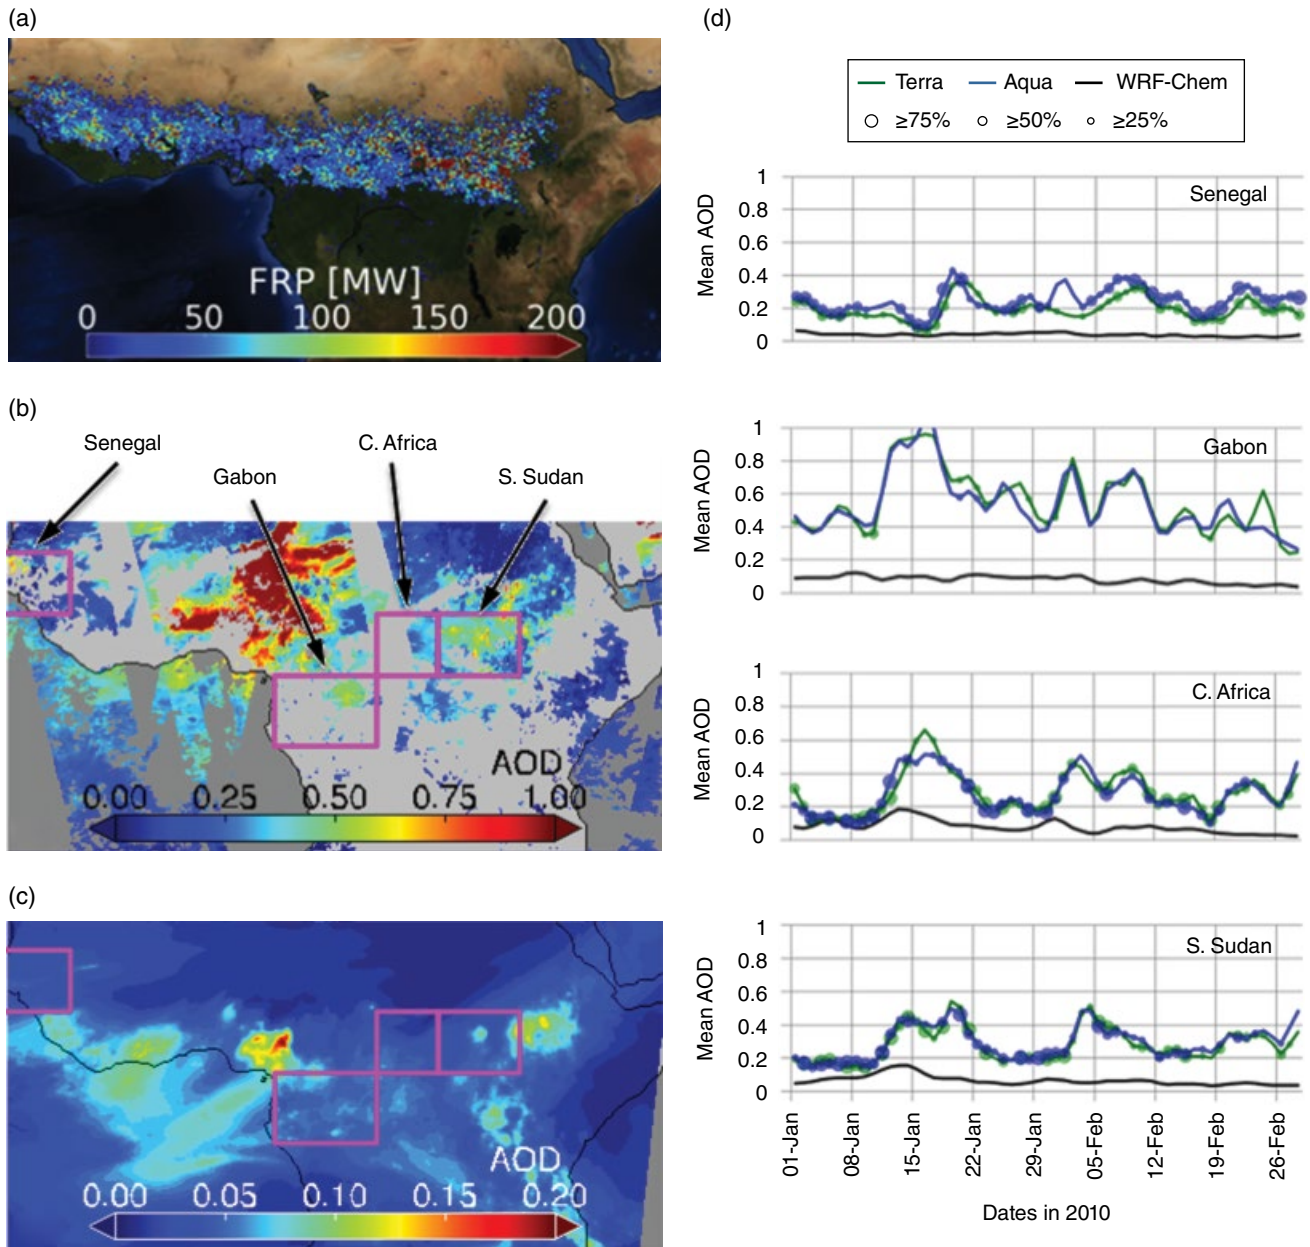 (a)
FRP [MW]
0 50 100 150 200
(b)
Senegal
Gabon
C. Africa
S. Sudan
AOD
0.00 0.25 0.50 0.75 1.00
(c)
AOD
0.00 0.05 0.10 0.15 0.20
(d)
Terra Aqua WRF-Chem
≥75% ≥50% ≥25%
Senegal
Mean AOD
1
0.8
0.6
0.4
0.2
0
Gabon
Mean AOD
1
0.8
0.6
0.4
0.2
0
C. Africa
Mean AOD
1
0.8
0.6
0.4
0.2
0
S. Sudan
Mean AOD
1
0.8
0.6
0.4
0.2
0
01-Jan
08-Jan
15-Jan
22-Jan
29-Jan
05-Feb
12-Feb
19-Feb
26-Feb
Dates in 2010